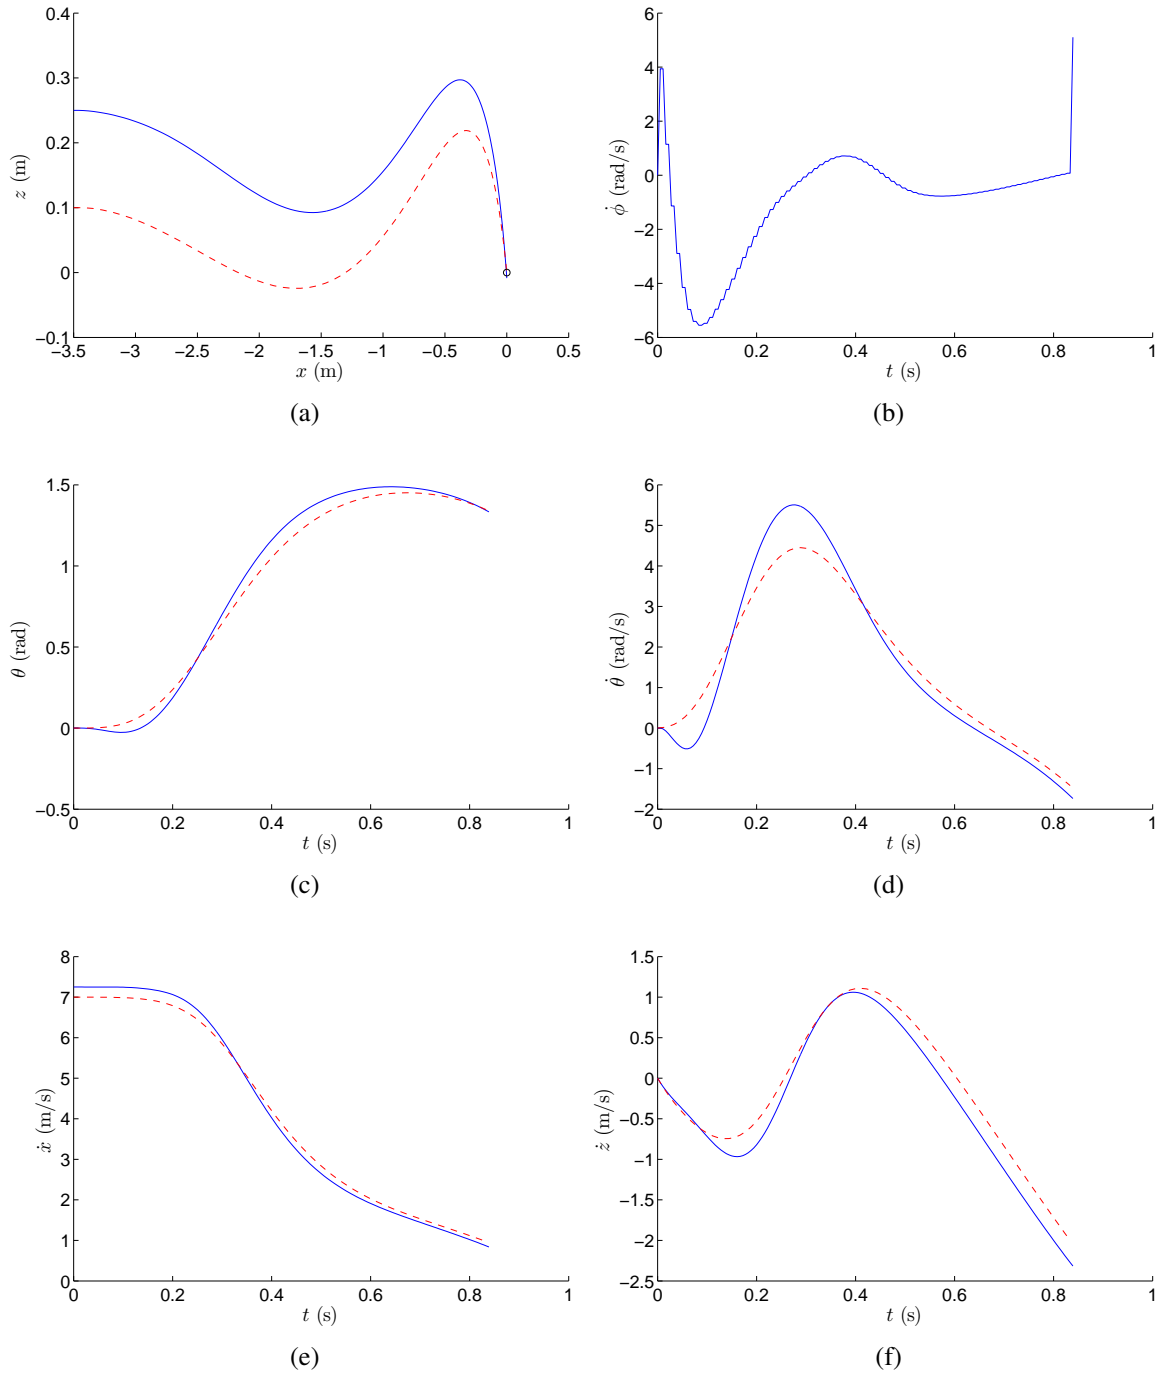 0.4
0.3
0.2
0.1
0
−0.1
z (m)
−3.5 −3 −2.5 −2 −1.5 −1 −0.5 0 0.5
x (m)
(a)
6
4
2
0
−2
−4
−6
ϕ̇ (rad/s)
0 0.2 0.4 0.6 0.8 1
t (s)
(b)
1.5
1
0.5
0
−0.5
θ (rad)
0 0.2 0.4 0.6 0.8 1
t (s)
(c)
6
5
4
3
2
1
0
−1
−2
θ̇ (rad/s)
0 0.2 0.4 0.6 0.8 1
t (s)
(d)
8
7
6
5
4
3
2
1
0
ẋ (m/s)
0 0.2 0.4 0.6 0.8 1
t (s)
(e)
1.5
1
0.5
0
−0.5
−1
−1.5
−2
−2.5
ż (m/s)
0 0.2 0.4 0.6 0.8 1
t (s)
(f)